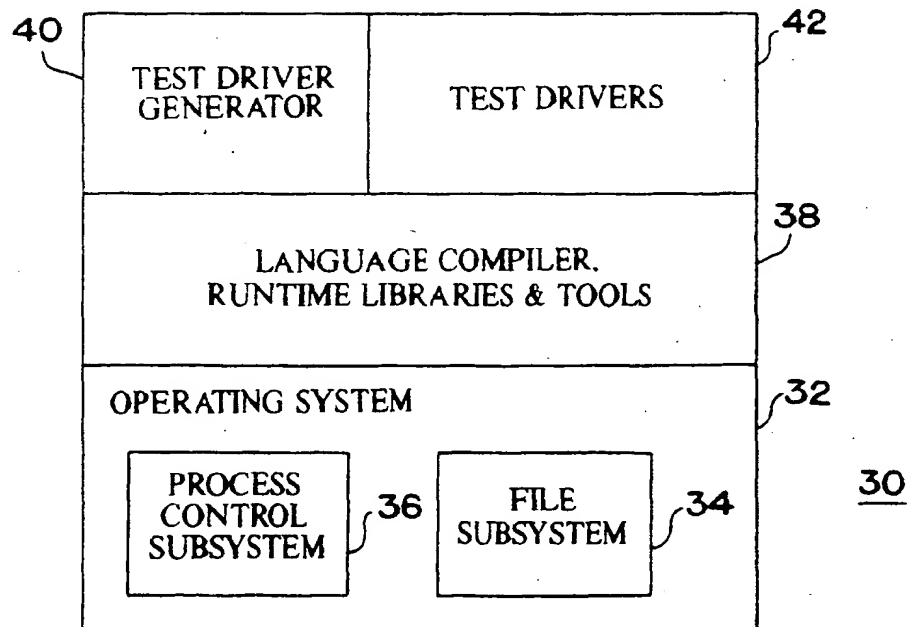 40
42
TEST DRIVER
GENERATOR
TEST DRIVERS
38
LANGUAGE COMPILER.
RUNTIME LIBRARIES & TOOLS
32
OPERATING SYSTEM
PROCESS
CONTROL
SUBSYSTEM
36
FILE
SUBSYSTEM
34
30